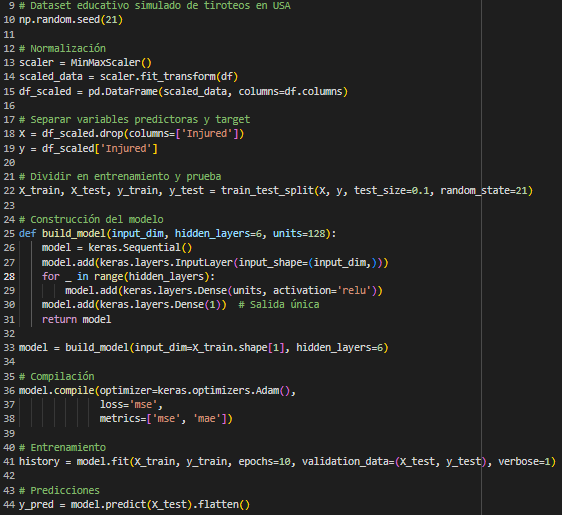 9 # Dataset educativo simulado de tiroteos en USA
10 np.random.seed(21)
11
12 # Normalización
13 scaler = MinMaxScaler()
14 scaled_data = scaler.fit_transform(df)
15 df_scaled = pd.DataFrame(scaled_data, columns=df.columns)
16
17 # Separar variables predictoras y target
18 X = df_scaled.drop(columns=['Injured'])
19 y = df_scaled['Injured']
20
21 # Dividir en entrenamiento y prueba
22 X_train, X_test, y_train, y_test = train_test_split(X, y, test_size=0.1, random_state=21)
23
24 # Construcción del modelo
25 def build_model(input_dim, hidden_layers=6, units=128):
26     model = keras.Sequential()
27     model.add(keras.layers.InputLayer(input_shape=(input_dim,)))
28     for _ in range(hidden_layers):
29         model.add(keras.layers.Dense(units, activation='relu'))
30     model.add(keras.layers.Dense(1))  # Salida única
31     return model
32
33 model = build_model(input_dim=X_train.shape[1], hidden_layers=6)
34
35 # Compilación
36 model.compile(optimizer=keras.optimizers.Adam(),
37               loss='mse',
38               metrics=['mse', 'mae'])
39
40 # Entrenamiento
41 history = model.fit(X_train, y_train, epochs=10, validation_data=(X_test, y_test), verbose=1)
42
43 # Predicciones
44 y_pred = model.predict(X_test).flatten()